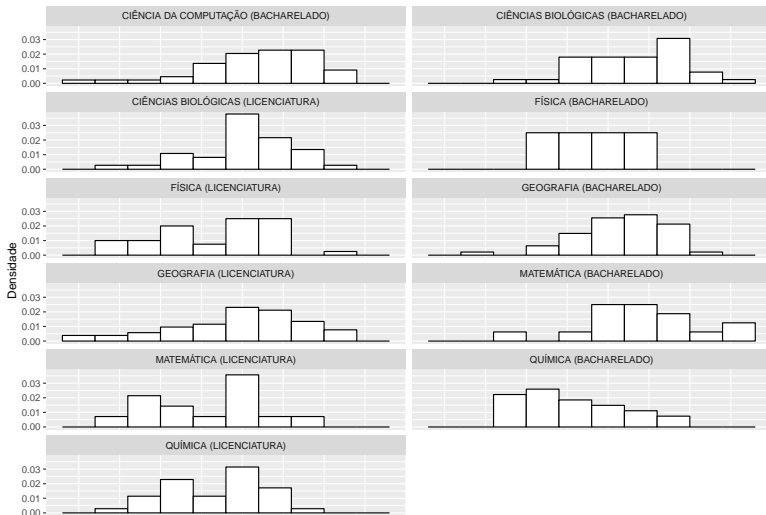 CIÊNCIA DA COMPUTAÇÃO (BACHARELADO)
CIÊNCIAS BIOLÓGICAS (BACHARELADO)
0.03
0.02
0.01
0.00
CIÊNCIAS BIOLÓGICAS (LICENCIATURA)
FÍSICA (BACHARELADO)
0.03
0.02
0.01
0.00
FÍSICA (LICENCIATURA)
GEOGRAFIA (BACHARELADO)
0.03
0.02
0.01
0.00
Densidade
GEOGRAFIA (LICENCIATURA)
MATEMÁTICA (BACHARELADO)
0.03
0.02
0.01
0.00
MATEMÁTICA (LICENCIATURA)
QUÍMICA (BACHARELADO)
0.03
0.02
0.01
0.00
QUÍMICA (LICENCIATURA)
0.03
0.02
0.01
0.00